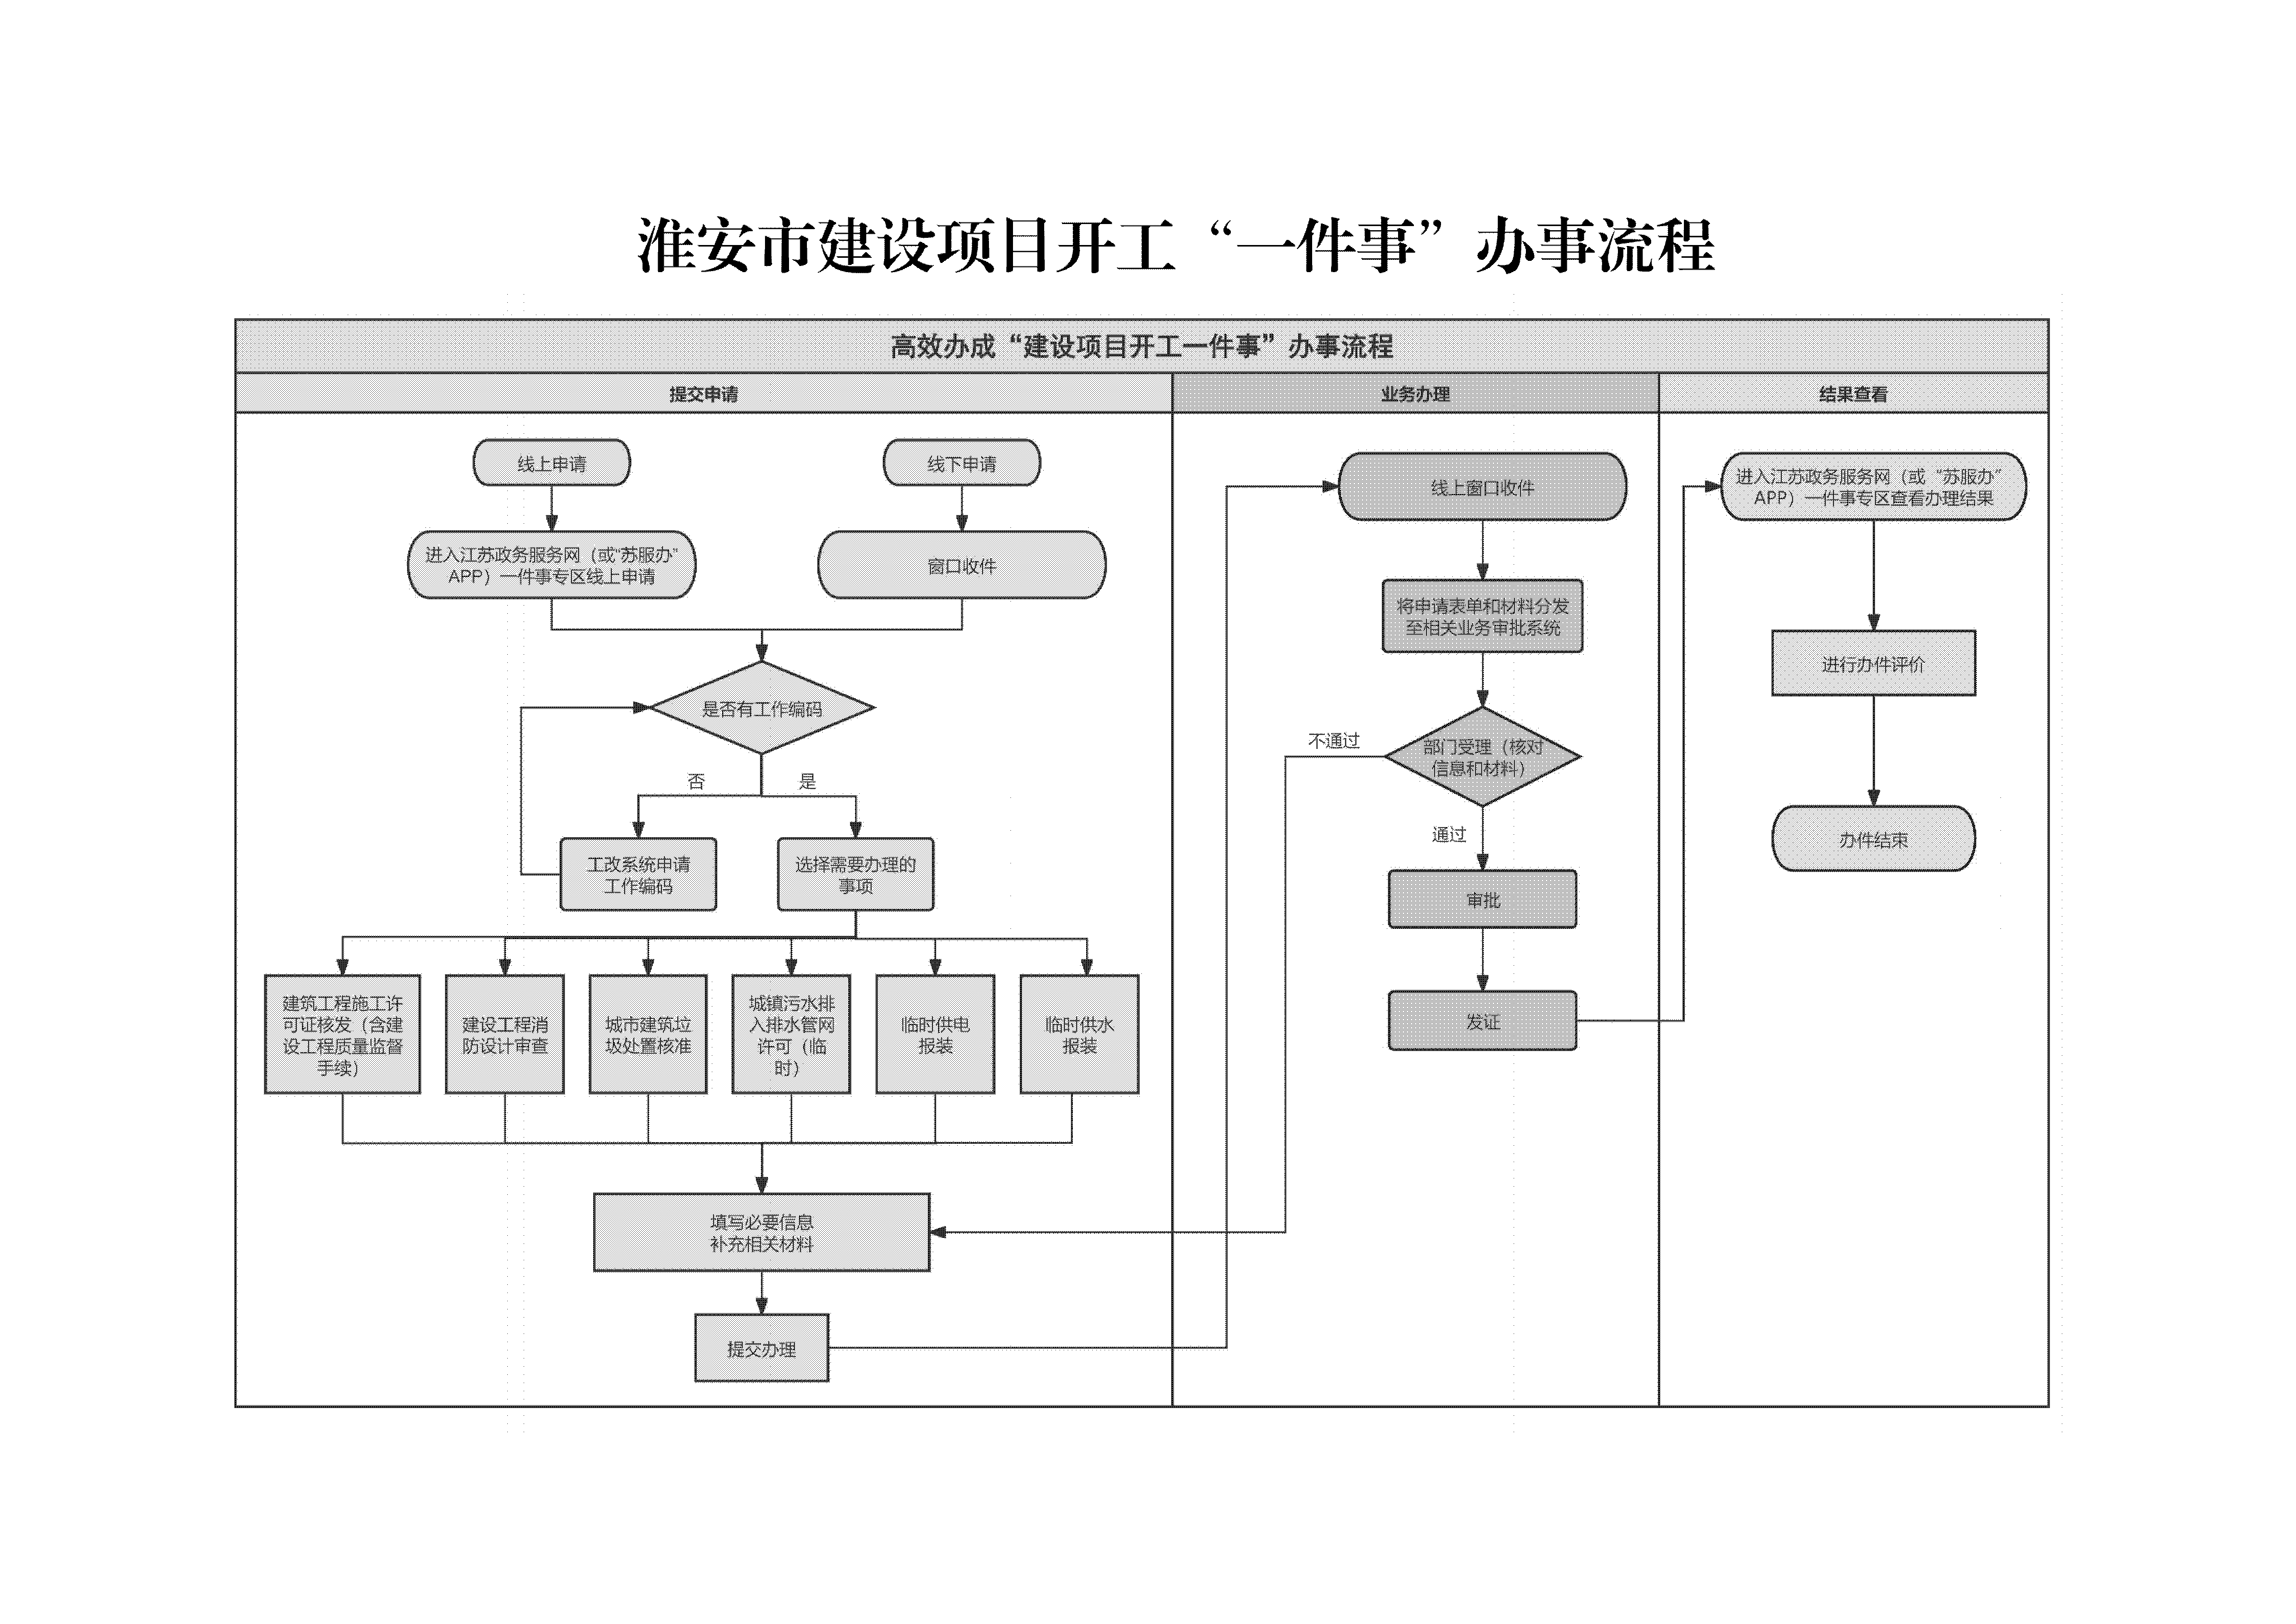 淮安市建设项目开工“一件事”办事流程
高效办成“建设项目开工一件事”办事流程
提交申请
业务办理
结果查看
线上申请
线下申请
进入江苏政务服务网（或“苏服办”
APP）一件事专区线上申请
窗口收件
是否有工作编码
否
是
工改系统申请
工作编码
选择需要办理的
事项
建筑工程施工许
可证核发（含建
设工程质量监督
手续）
建设工程消
防设计审查
城市建筑垃
圾处置核准
城镇污水排
入排水管网
许可（临
时）
临时供电
报装
临时供水
报装
填写必要信息
补充相关材料
提交办理
线上窗口收件
将申请表单和材料分发
至相关业务审批系统
部门受理（核对
信息和材料）
不通过
通过
审批
发证
进入江苏政务服务网（或“苏服办”
APP）一件事专区查看办理结果
进行办件评价
办件结束